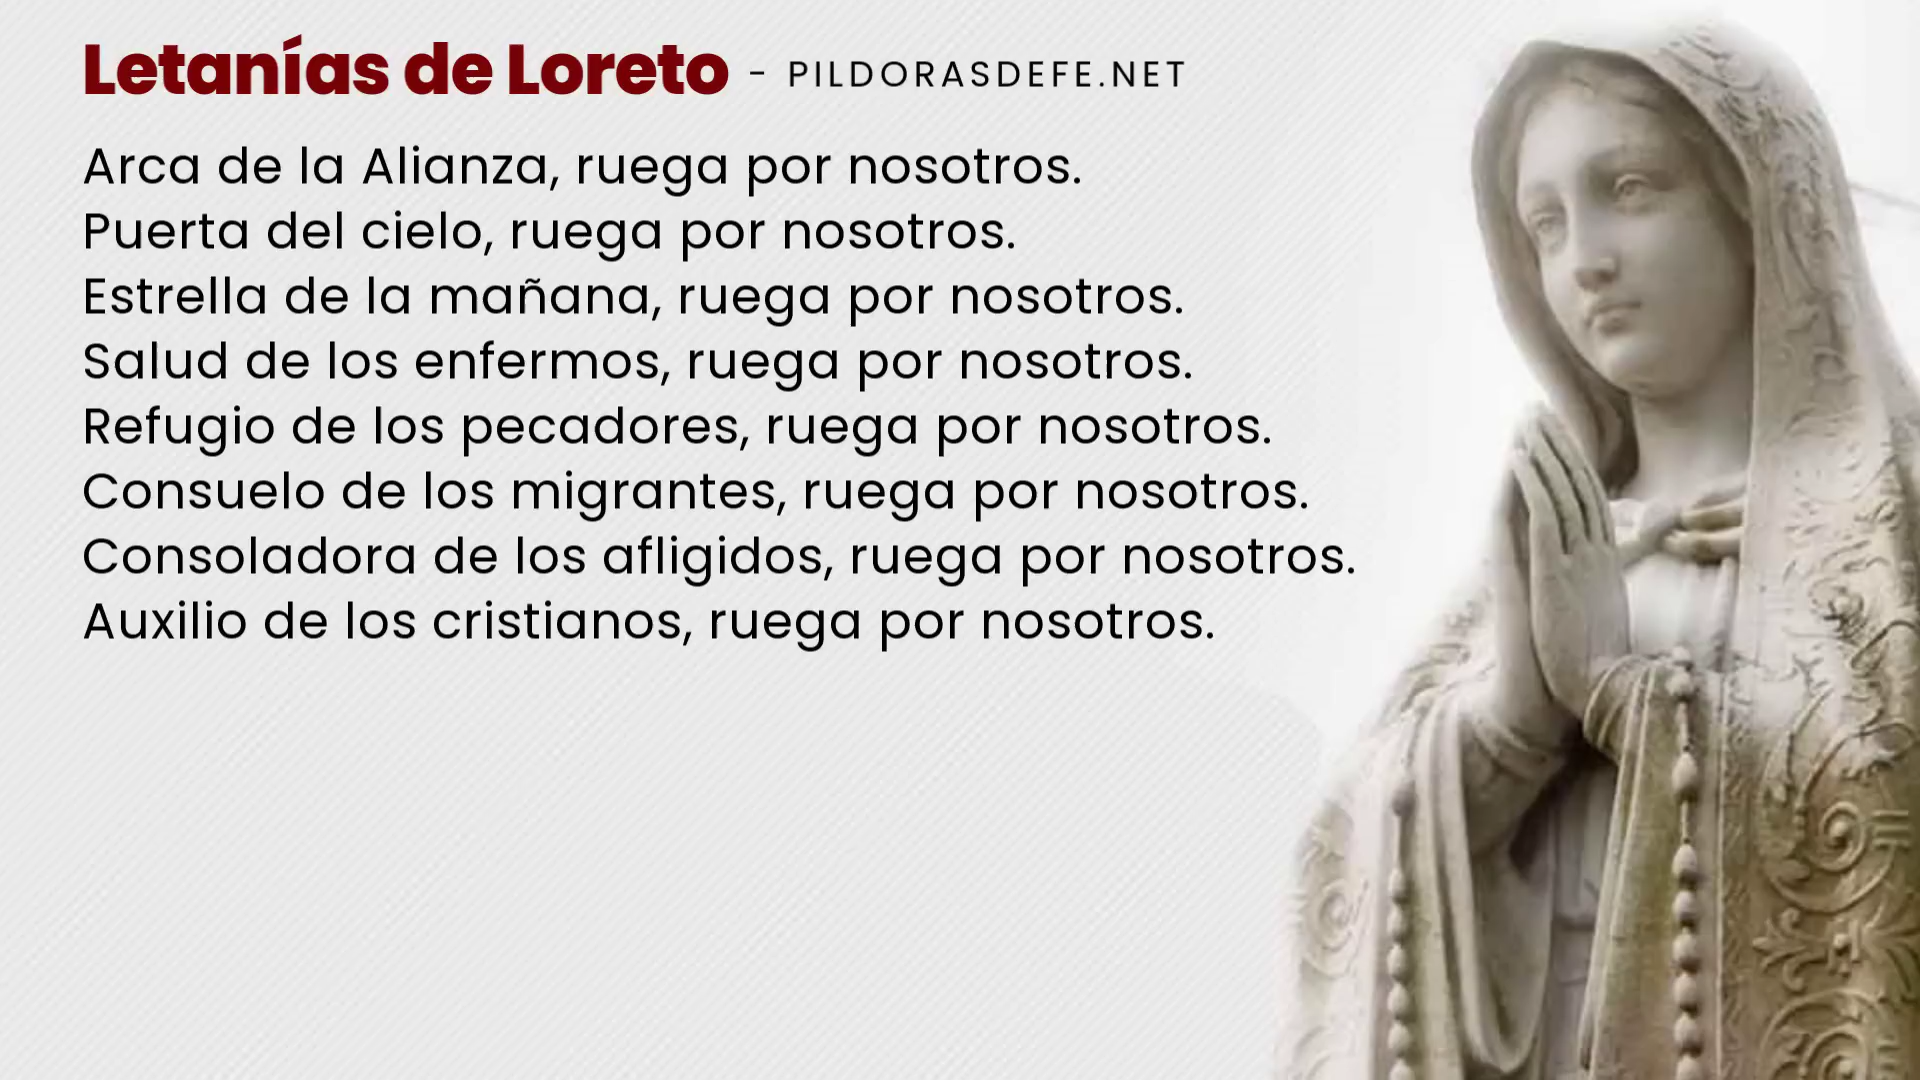 Letanías de Loreto - PILDORASDEFE.NET
Arca de la Alianza, ruega por nosotros.
Puerta del cielo, ruega por nosotros.
Estrella de la mañana, ruega por nosotros.
Salud de los enfermos, ruega por nosotros.
Refugio de los pecadores, ruega por nosotros.
Consuelo de los migrantes, ruega por nosotros.
Consoladora de los afligidos, ruega por nosotros.
Auxilio de los cristianos, ruega por nosotros.